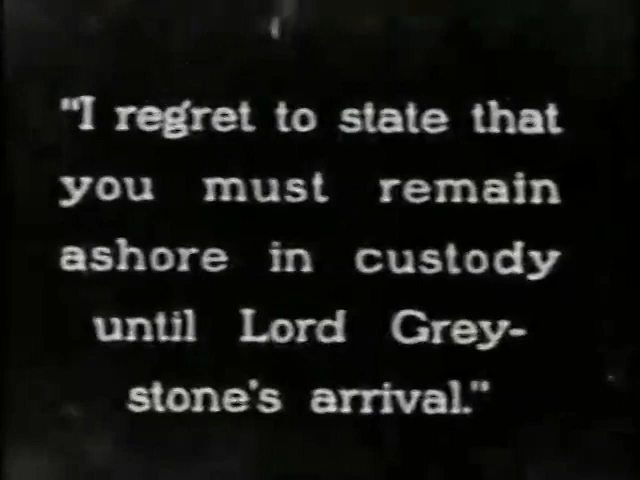 "I regret to state that
you must remain
ashore in custody
until Lord Grey-
stone's arrival."